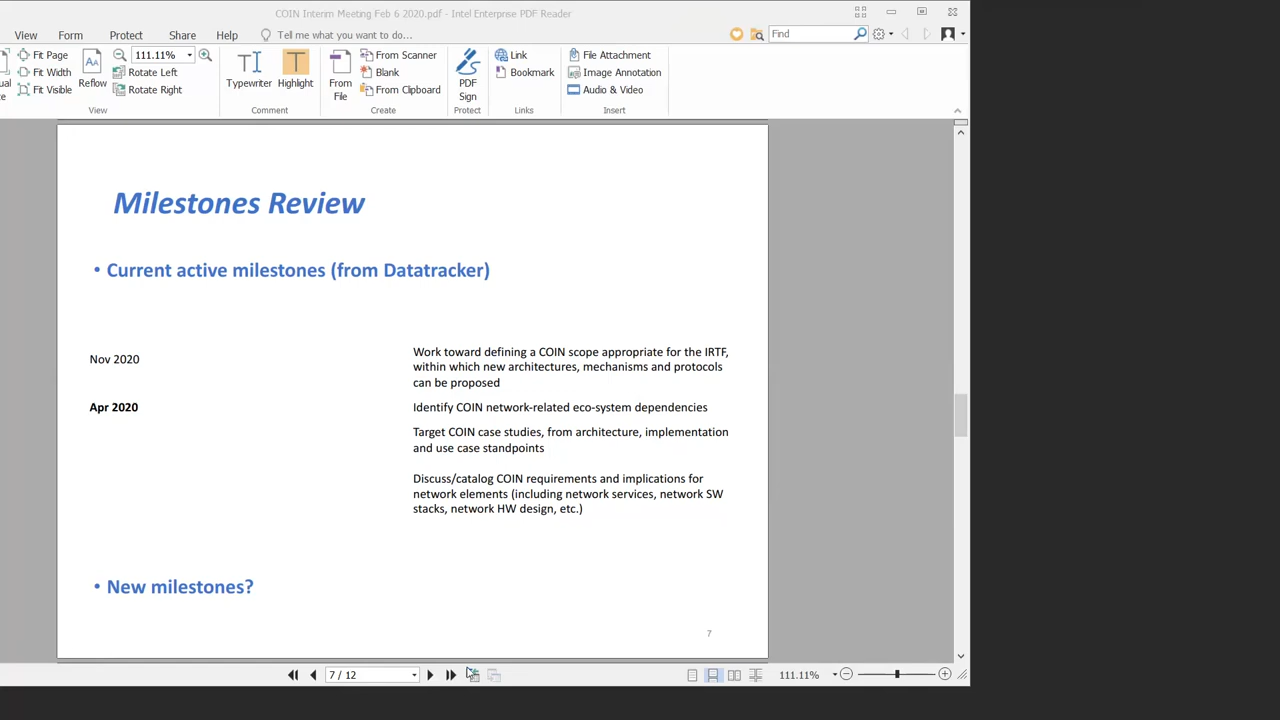 COIN Interim Meeting Feb 6 2020.pdf - Intel Enterprise PDF Reader
View Form Protect Share Help Tell me what you want to do... Find
Fit Page 111.11% From Scanner Link File Attachment
Fit Width Rotate Left Blank Bookmark Image Annotation
Fit Visible Rotate Right From Clipboard Audio & Video
Reflow Typewriter Highlight From File PDF Sign
View Comment Create Protect Links Insert
Milestones Review
• Current active milestones (from Datatracker)
Nov 2020
Work toward defining a COIN scope appropriate for the IRTF,
within which new architectures, mechanisms and protocols
can be proposed
Apr 2020
Identify COIN network-related eco-system dependencies
Target COIN case studies, from architecture, implementation
and use case standpoints
Discuss/catalog COIN requirements and implications for
network elements (including network services, network SW
stacks, network HW design, etc.)
• New milestones?
7
7 / 12 111.11%